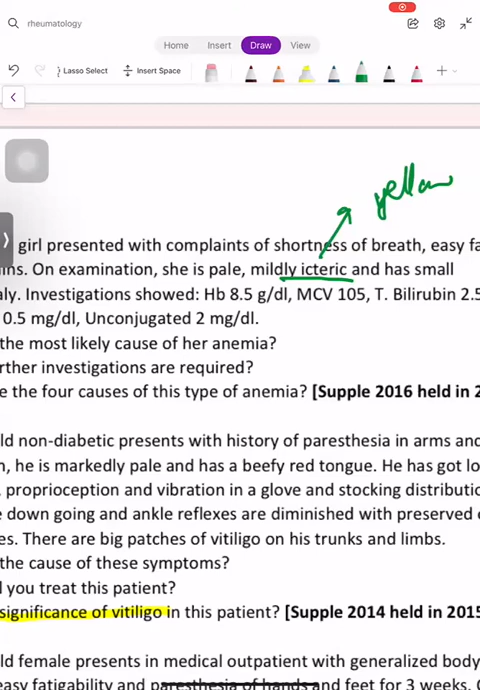 rheumatology
Home Insert Draw View
Lasso Select Insert Space
yellow
girl presented with complaints of shortness of breath, easy fa
ins. On examination, she is pale, mildly icteric and has small
aly. Investigations showed: Hb 8.5 g/dl, MCV 105, T. Bilirubin 2.5
0.5 mg/dl, Unconjugated 2 mg/dl.
the most likely cause of her anemia?
rther investigations are required?
e the four causes of this type of anemia? [Supple 2016 held in 2
ld non-diabetic presents with history of paresthesia in arms and
n, he is markedly pale and has a beefy red tongue. He has got lo
, proprioception and vibration in a glove and stocking distributio
e down going and ankle reflexes are diminished with preserved
es. There are big patches of vitiligo on his trunks and limbs.
the cause of these symptoms?
d you treat this patient?
significance of vitiligo in this patient? [Supple 2014 held in 2015
ld female presents in medical outpatient with generalized body
easy fatigability and paresthesia of hands and feet for 3 weeks.